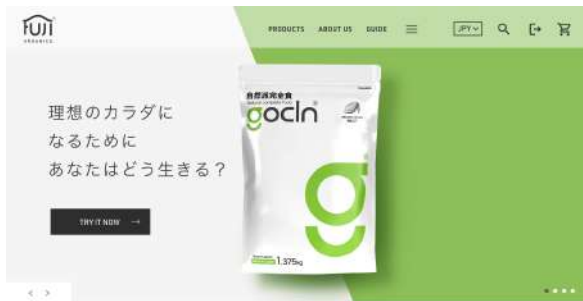 FUJI
ORGANICS
PRODUCTS ABOUT US GUIDE
JPY
理想のカラダに
なるために
あなたはどう生きる？
TRY IT NOW →
自然派完全食
gocln
g
1.375kg